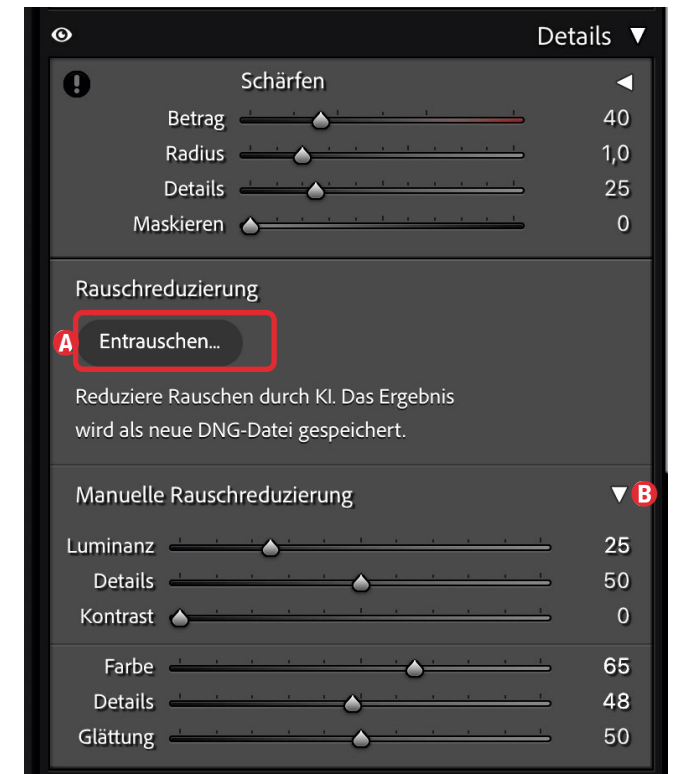 Details
Schärfen
Betrag 40
Radius 1,0
Details 25
Maskieren 0
Rauschreduzierung
A Entrauschen...
Reduziere Rauschen durch KI. Das Ergebnis
wird als neue DNG-Datei gespeichert.
Manuelle Rauschreduzierung B
Luminanz 25
Details 50
Kontrast 0
Farbe 65
Details 48
Glättung 50